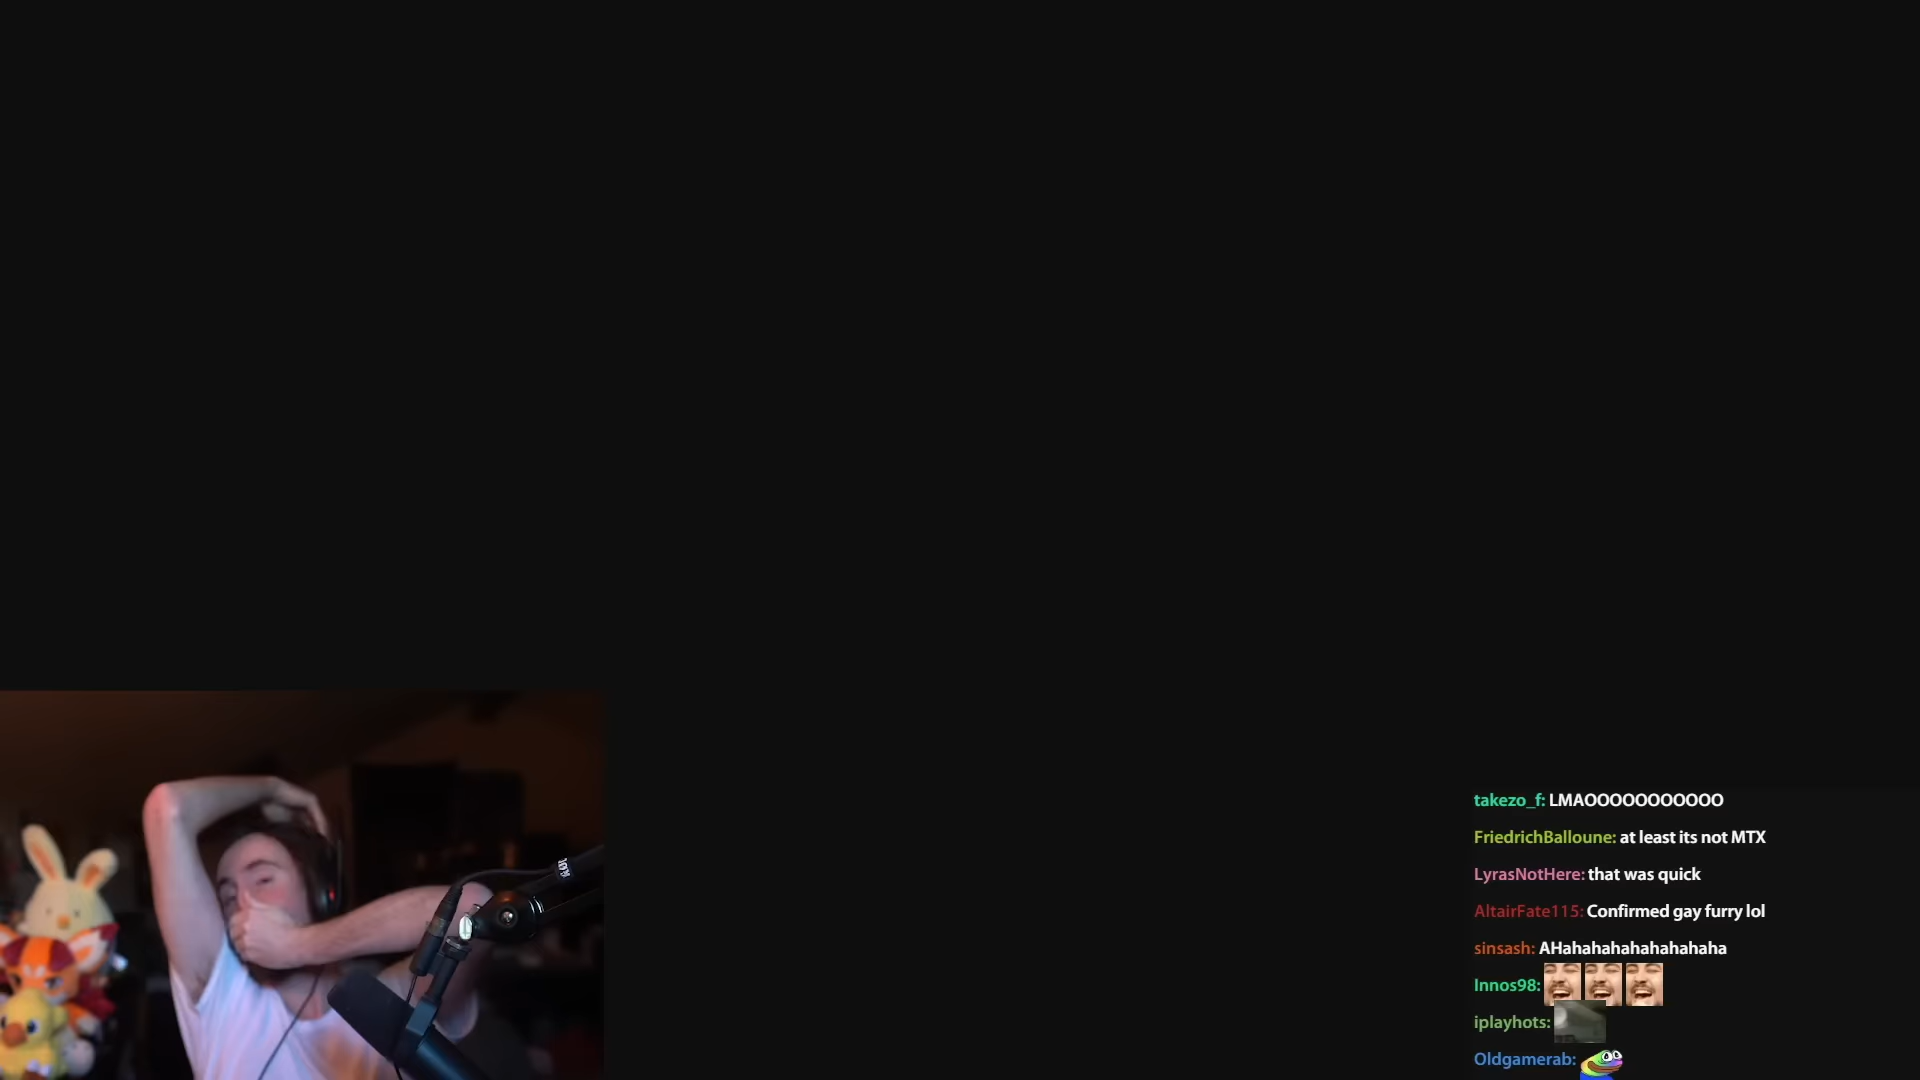 takezo_f: LMAOOOOOOOOOOO
FriedrichBalloune: at least its not MTX
LyrasNotHere: that was quick
AltairFate115: Confirmed gay furry lol
sinsash: AHahahahahahahahaha
Innos98:
iplayhots:
Oldgamerab: